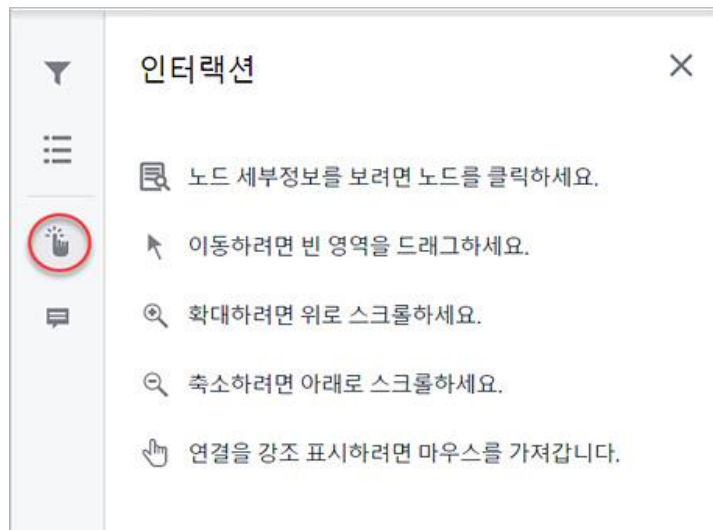 인터랙션
노드 세부정보를 보려면 노드를 클릭하세요.
이동하려면 빈 영역을 드래그하세요.
확대하려면 위로 스크롤하세요.
축소하려면 아래로 스크롤하세요.
연결을 강조 표시하려면 마우스를 가져갑니다.